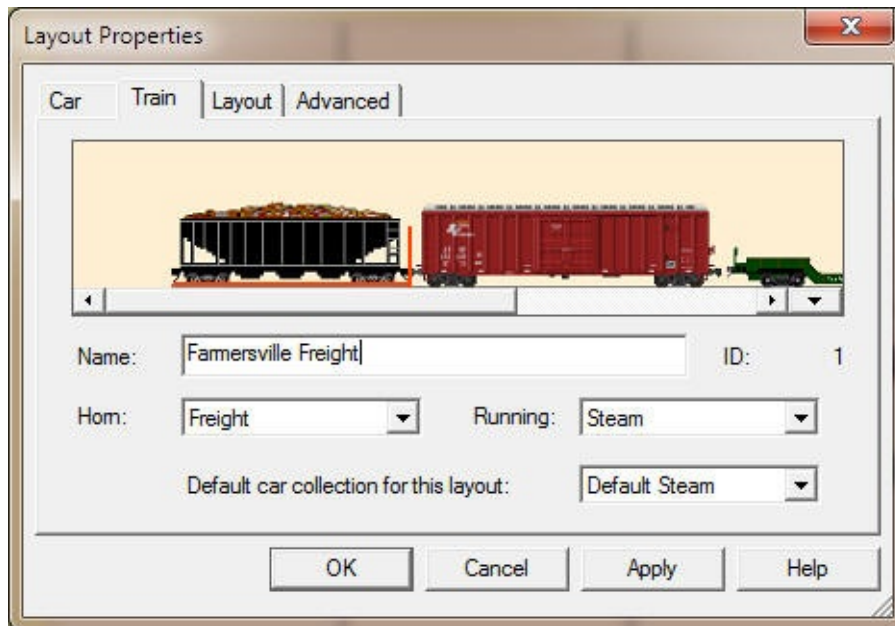 Layout Properties
Car Train Layout Advanced
Name: Farmersville Freight ID: 1
Horn: Freight Running: Steam
Default car collection for this layout: Default Steam
OK Cancel Apply Help